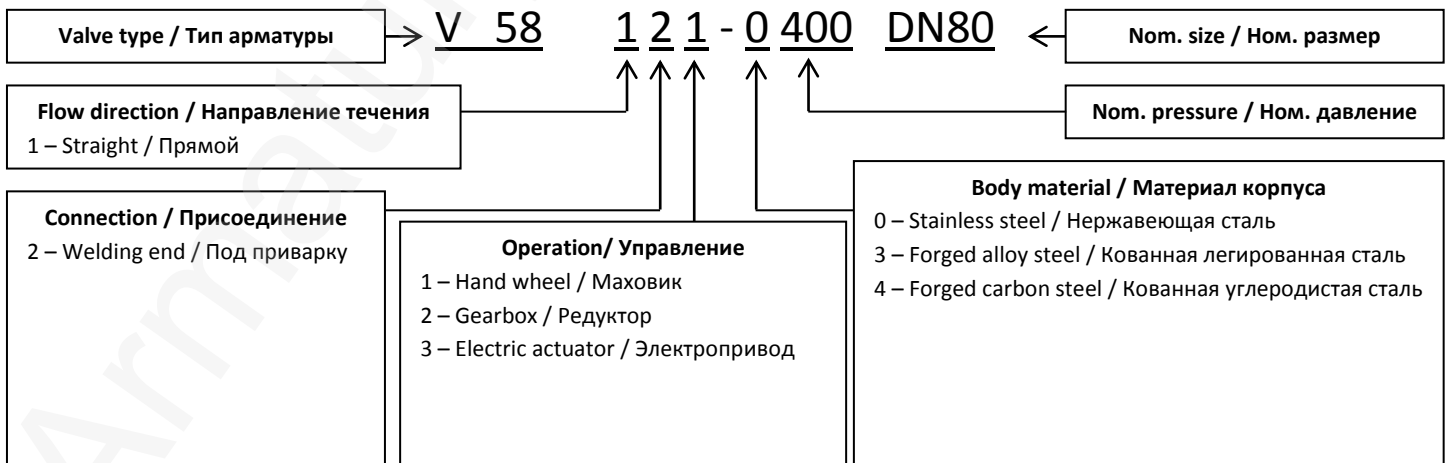 Valve type / Тип арматуры
V 58 1 2 1 - 0 400 DN80
Nom. size / Ном. размер
Flow direction / Направление течения
1 – Straight / Прямой
Nom. pressure / Ном. давление
Connection / Присоединение
2 – Welding end / Под приварку
Operation/ Управление
1 – Hand wheel / Маховик
2 – Gearbox / Редуктор
3 – Electric actuator / Электропривод
Body material / Материал корпуса
0 – Stainless steel / Нержавеющая сталь
3 – Forged alloy steel / Кованная легированная сталь
4 – Forged carbon steel / Кованная углеродистая сталь
Armatu